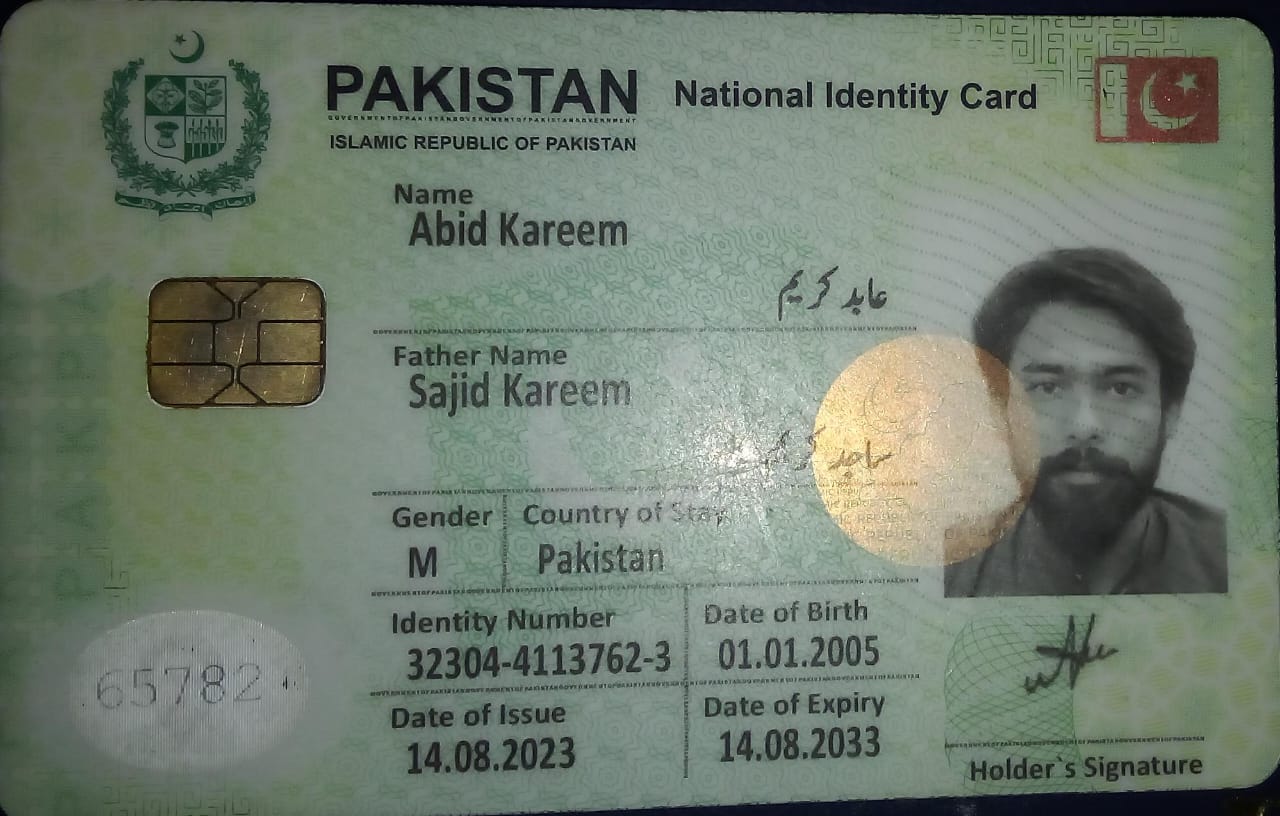 PAKISTAN National Identity Card
ISLAMIC REPUBLIC OF PAKISTAN
Name
Abid Kareem
عابد کریم
Father Name
Sajid Kareem
ساجد کریم
Gender Country of Stay
M Pakistan
Identity Number Date of Birth
32304-4113762-3 01.01.2005
Date of Issue Date of Expiry
14.08.2023 14.08.2033
65782
Holder`s Signature